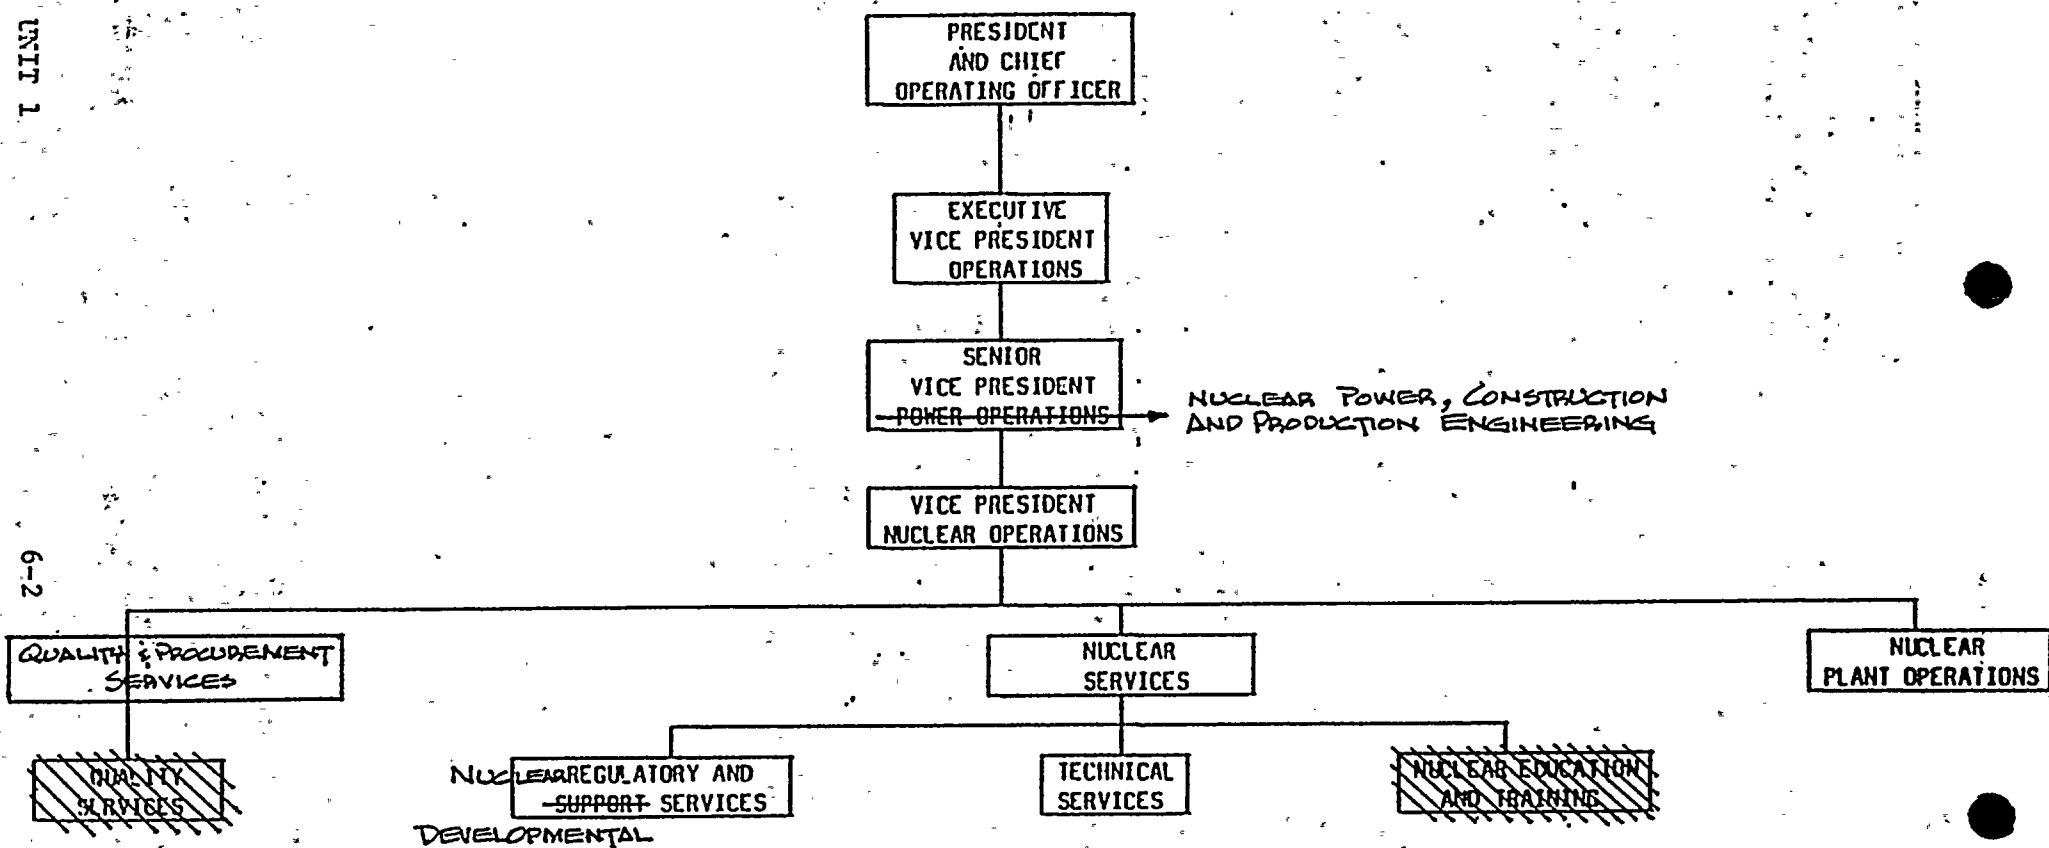 UNIT 1
6-2
PRESIDENT
AND CHIEF
OPERATING OFFICER
EXECUTIVE
VICE PRESIDENT
OPERATIONS
SENIOR
VICE PRESIDENT
POWER OPERATIONS
NUCLEAR POWER, CONSTRUCTION
AND PRODUCTION ENGINEERING
VICE PRESIDENT
NUCLEAR OPERATIONS
QUALITY & PROCUREMENT
SERVICES
NUCLEAR
SERVICES
NUCLEAR
PLANT OPERATIONS
QUALITY
SERVICES
NUCLEAR REGULATORY AND
SUPPORT SERVICES
DEVELOPMENTAL
TECHNICAL
SERVICES
NUCLEAR EDUCATION
AND TRAINING